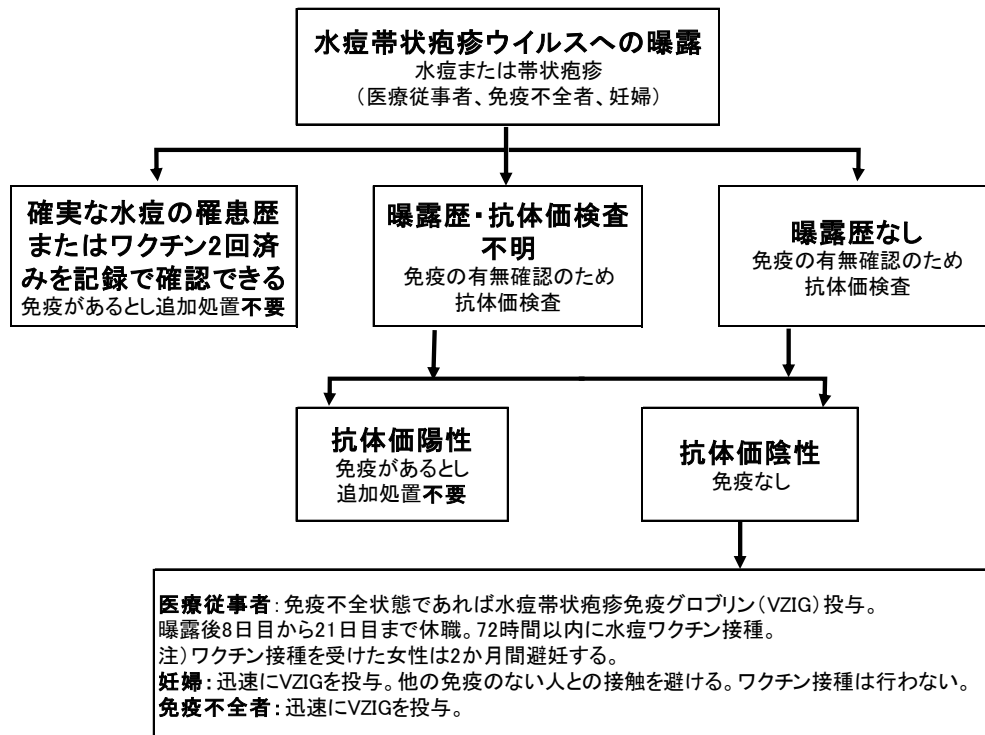 水痘帯状疱疹ウイルスへの曝露
水痘または帯状疱疹
（医療従事者、免疫不全者、妊婦）
確実な水痘の罹患歴
またはワクチン2回済
みを記録で確認できる
免疫があるとし追加処置不要
曝露歴・抗体価検査
不明
免疫の有無確認のため
抗体価検査
曝露歴なし
免疫の有無確認のため
抗体価検査
抗体価陽性
免疫があるとし
追加処置不要
抗体価陰性
免疫なし
医療従事者：免疫不全状態であれば水痘帯状疱疹免疫グロブリン（VZIG）投与。
曝露後8日目から21日目まで休職。72時間以内に水痘ワクチン接種。
注）ワクチン接種を受けた女性は2か月間避妊する。
妊婦：迅速にVZIGを投与。他の免疫のない人との接触を避ける。ワクチン接種は行わない。
免疫不全者：迅速にVZIGを投与。